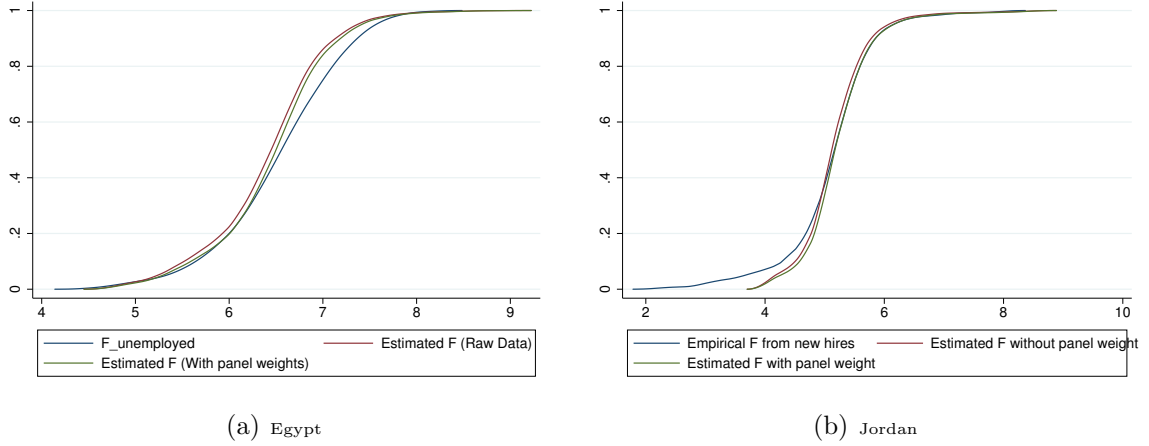 1
.8
.6
.4
.2
0
4 5 6 7 8 9
F_unemployed Estimated F (Raw Data)
Estimated F (With panel weights)
(a) Egypt
1
.8
.6
.4
.2
0
2 4 6 8 10
Empirical F from new hires Estimated F without panel weight
Estimated F with panel weight
(b) Jordan